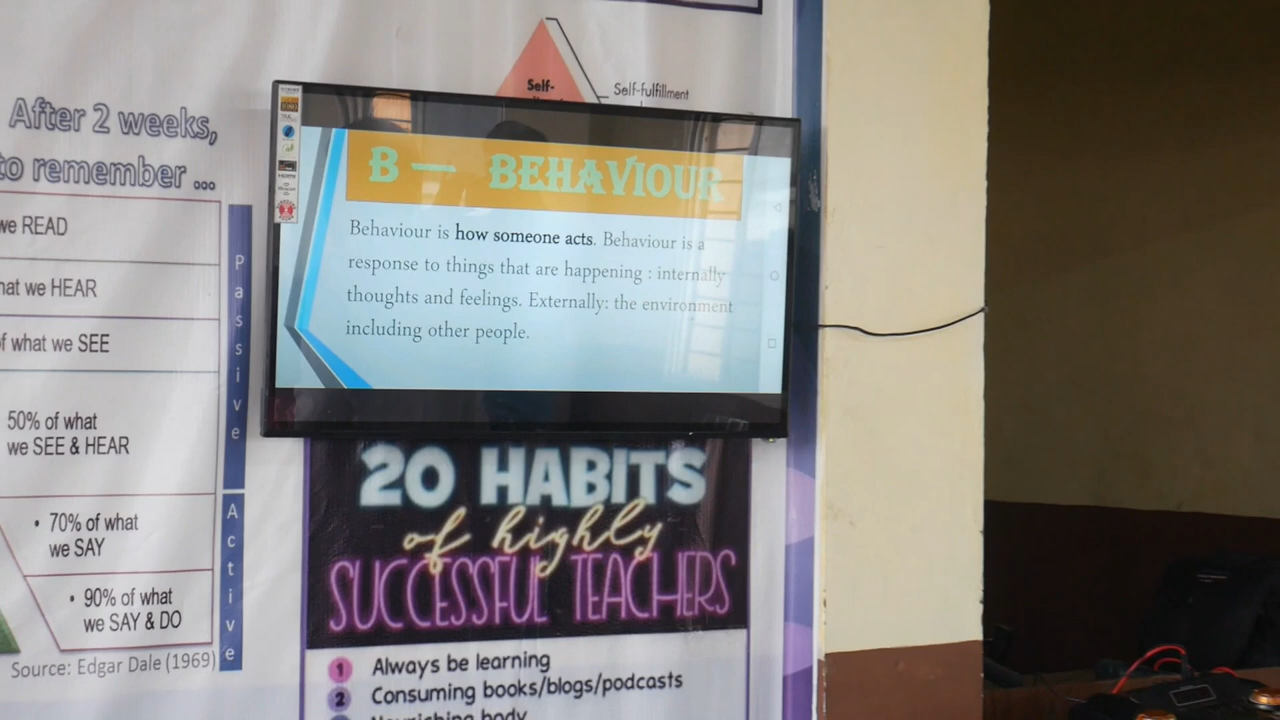 After 2 weeks,
to remember ...
we READ
hat we HEAR
of what we SEE
50% of what
we SEE & HEAR
• 70% of what
we SAY
• 90% of what
we SAY & DO
Source: Edgar Dale (1969)
Passive
Active
Self-
Self-fulfillment
B — BEHAVIOUR
Behaviour is how someone acts. Behaviour is a
response to things that are happening : internally
thoughts and feelings. Externally: the environment
including other people.
20 HABITS
of highly
SUCCESSFUL TEACHERS
1 Always be learning
2 Consuming books/blogs/podcasts
Nourishing body